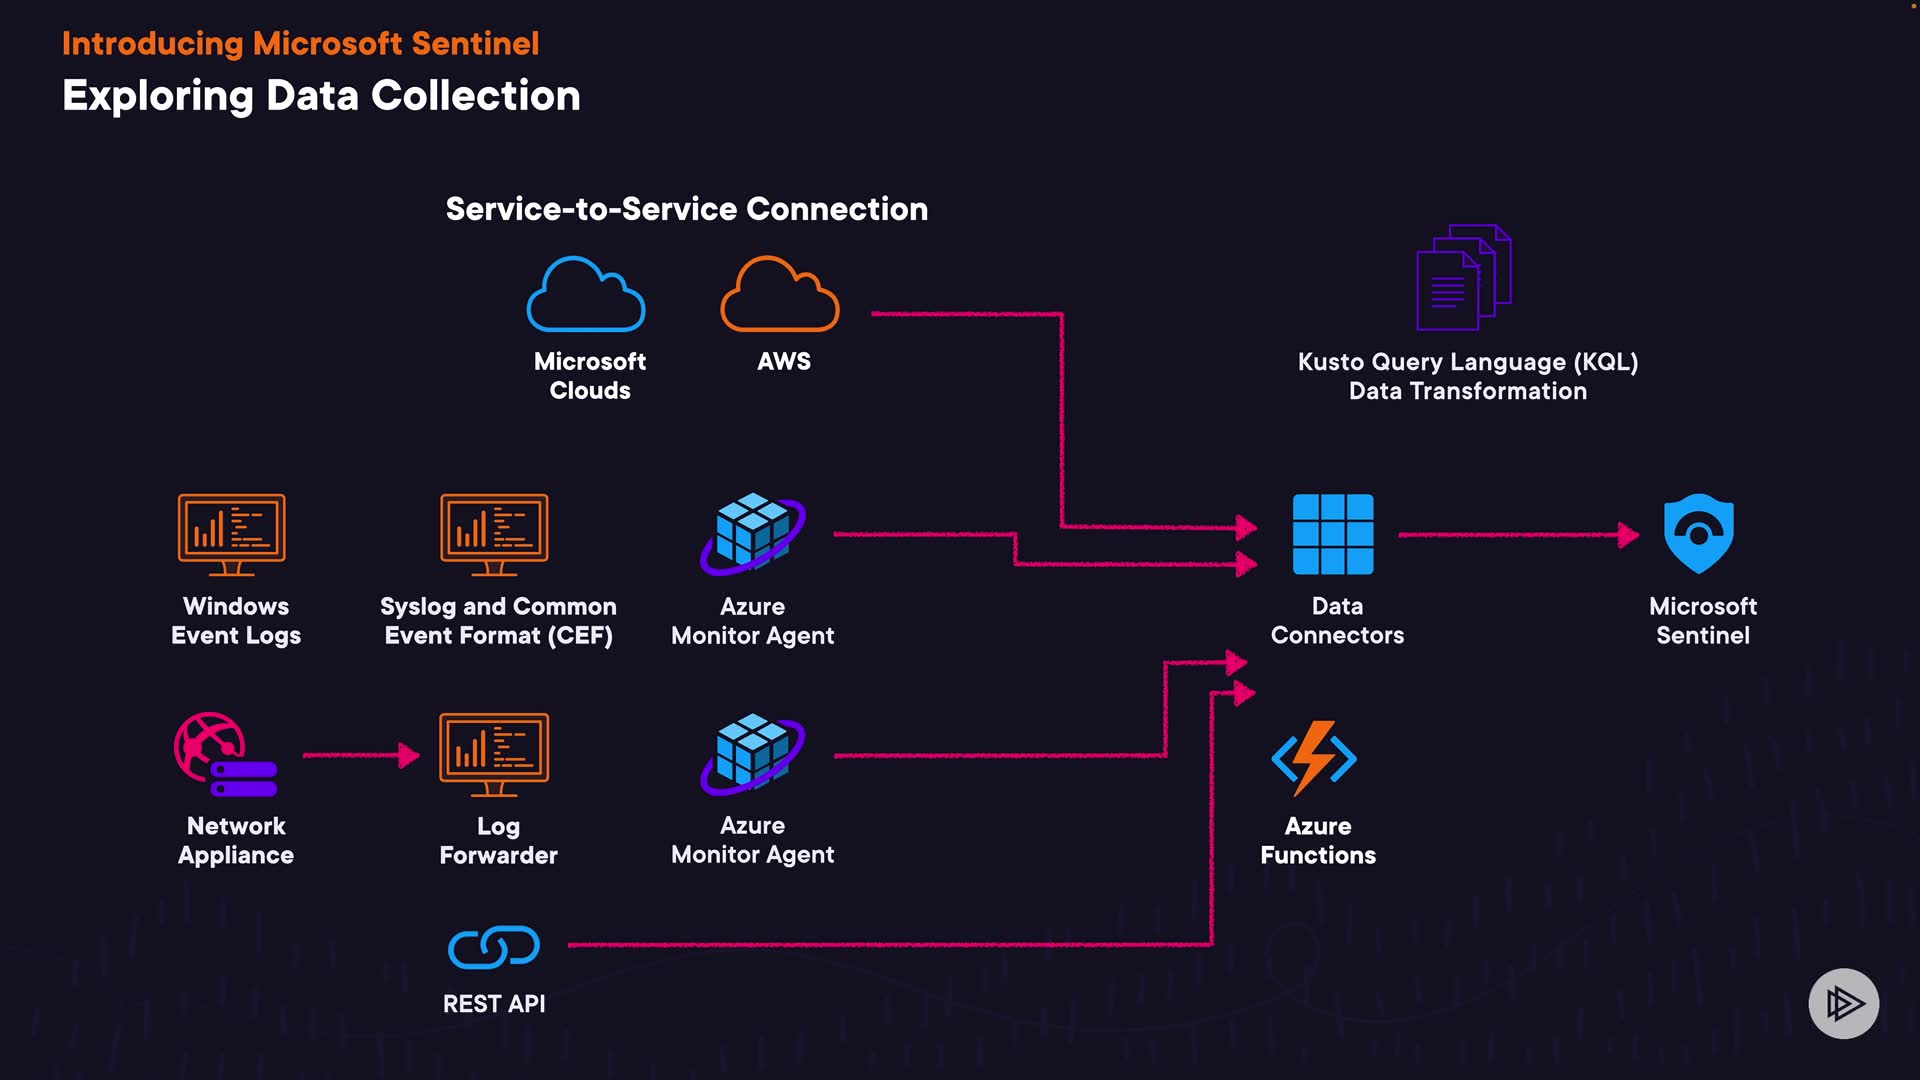 Introducing Microsoft Sentinel
Exploring Data Collection
Service-to-Service Connection
Microsoft
Clouds
AWS
Kusto Query Language (KQL)
Data Transformation
Windows
Event Logs
Syslog and Common
Event Format (CEF)
Azure
Monitor Agent
Data
Connectors
Microsoft
Sentinel
Network
Appliance
Log
Forwarder
Azure
Monitor Agent
Azure
Functions
REST API